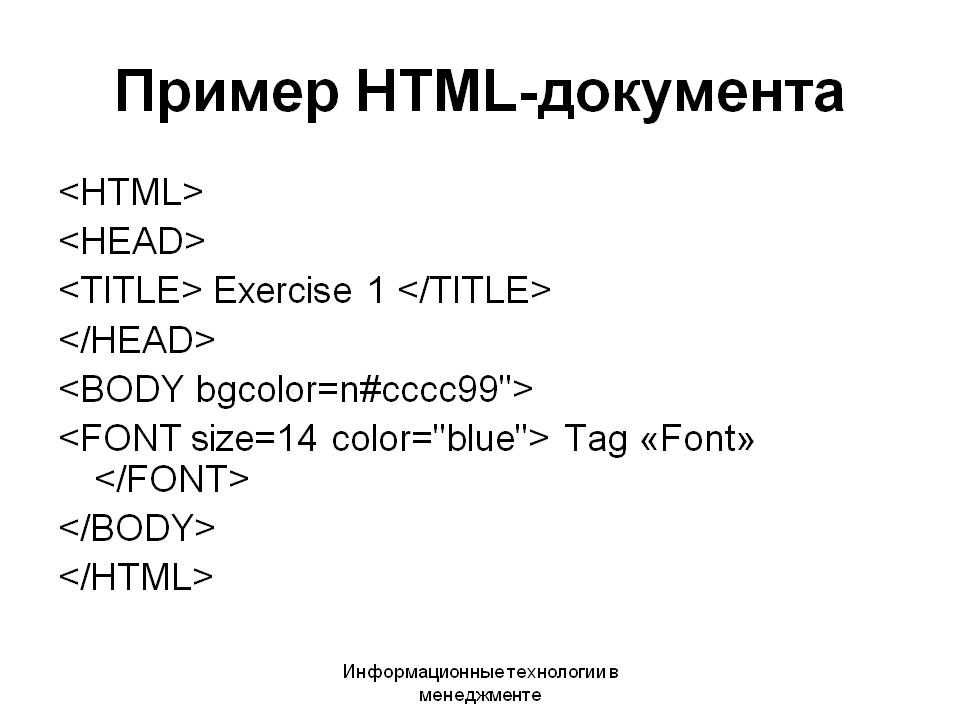 Пример HTML-документа
<HTML>
<HEAD>
<TITLE> Exercise 1 </TITLE>
</HEAD>
<BODY bgcolor=n#cccc99">
<FONT size=14 color="blue"> Tag «Font»
</FONT>
</BODY>
</HTML>
Информационные технологии в
менеджменте